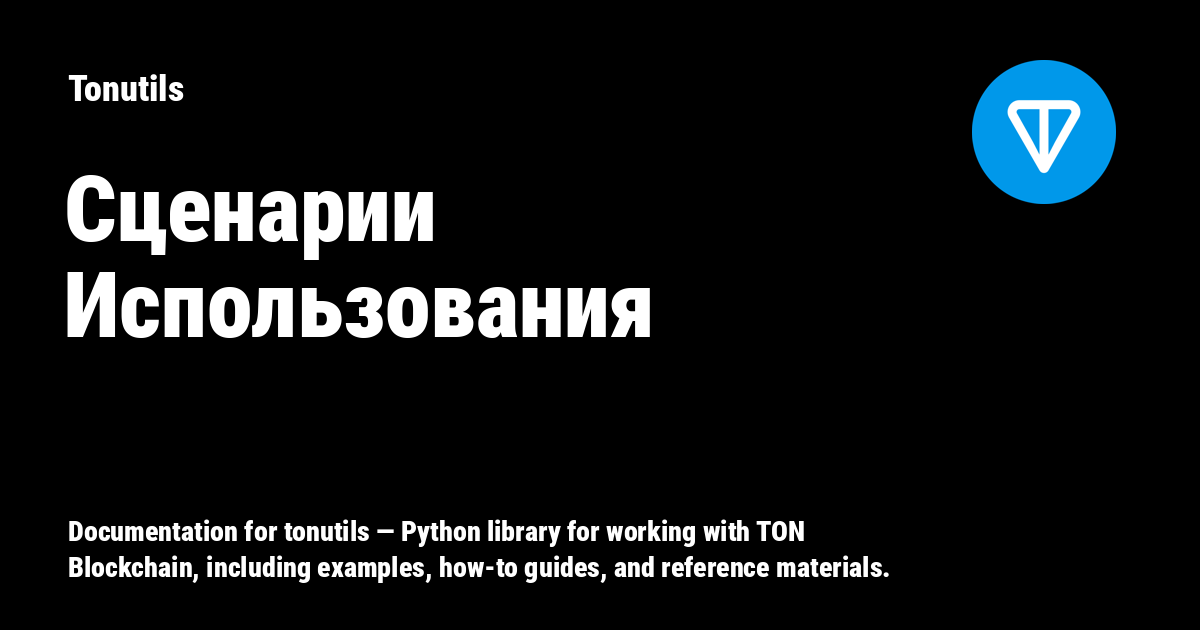 Tonutils
Сценарии
Использования
Documentation for tonutils — Python library for working with TON
Blockchain, including examples, how-to guides, and reference materials.